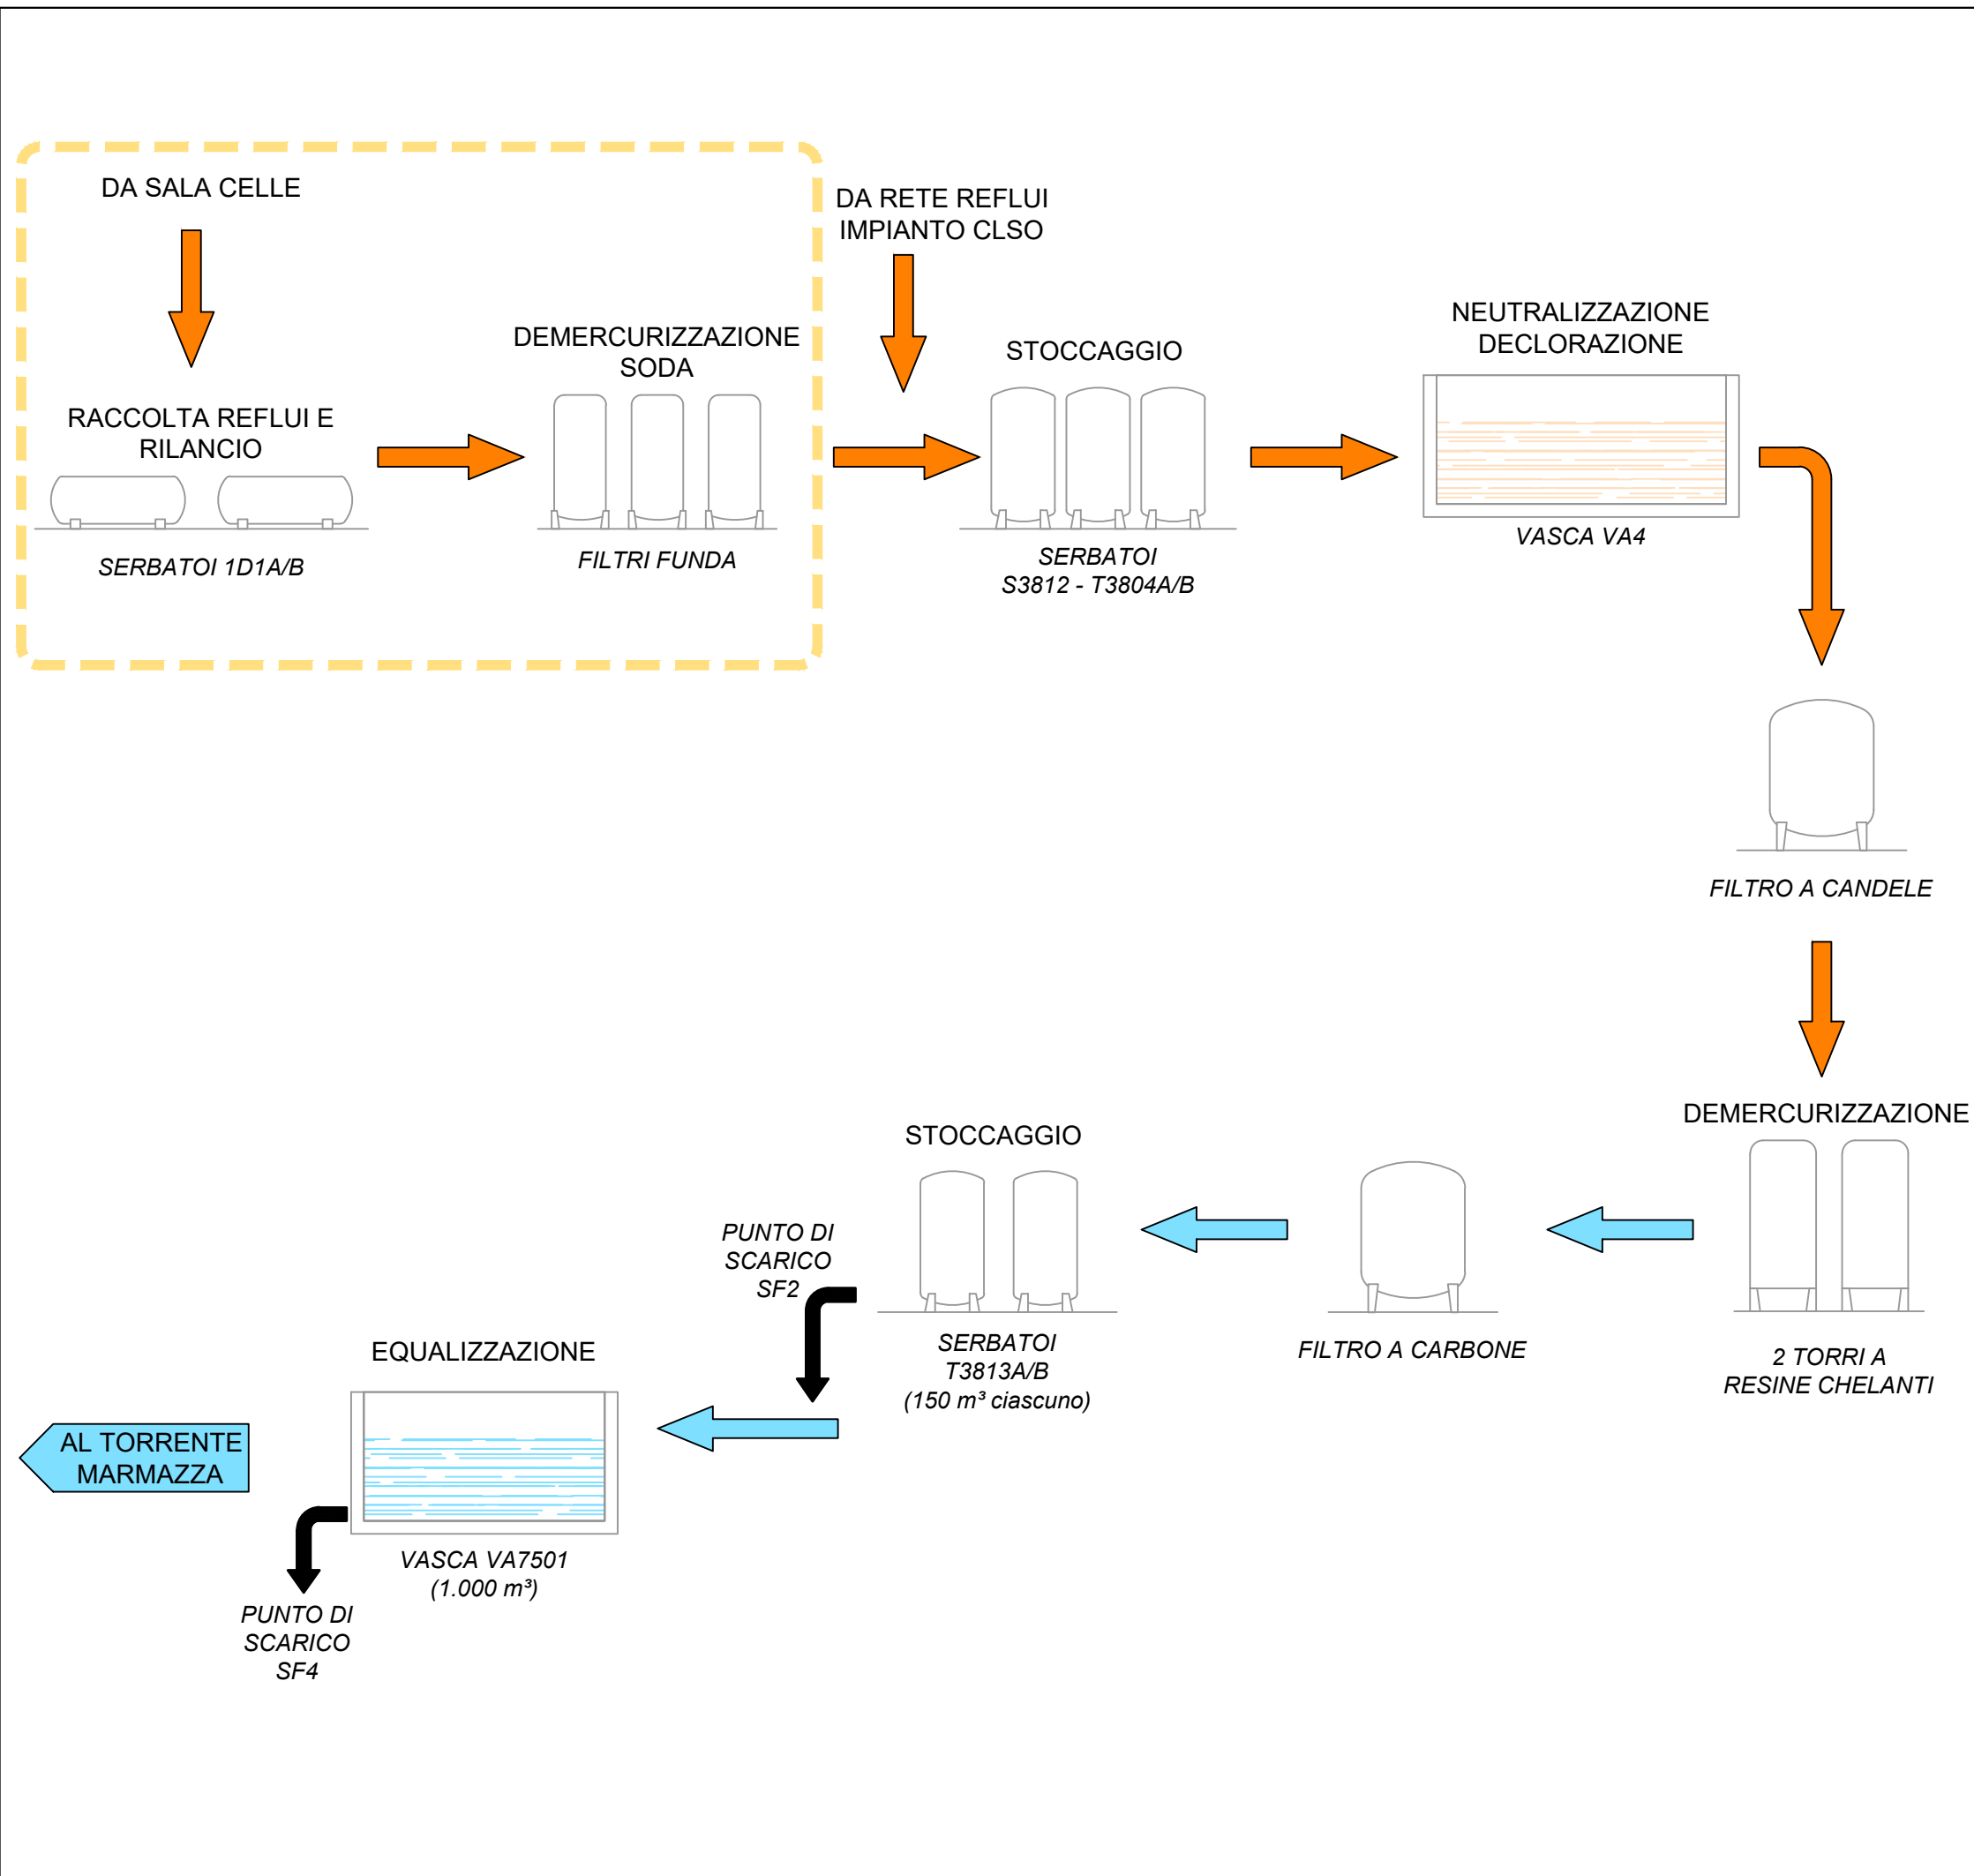 DA SALA CELLE
RACCOLTA REFLUI E
RILANCIO
SERBATOI 1D1A/B
DEMERCURIZZAZIONE
SODA
FILTRI FUNDA
DA RETE REFLUI
IMPIANTO CLSO
STOCCAGGIO
SERBATOI
S3812 - T3804A/B
NEUTRALIZZAZIONE
DECLORAZIONE
VASCA VA4
FILTRO A CANDELE
DEMERCURIZZAZIONE
2 TORRI A
RESINE CHELANTI
FILTRO A CARBONE
STOCCAGGIO
SERBATOI
T3813A/B
(150 m³ ciascuno)
PUNTO DI
SCARICO
SF2
EQUALIZZAZIONE
VASCA VA7501
(1.000 m³)
PUNTO DI
SCARICO
SF4
AL TORRENTE
MARMAZZA